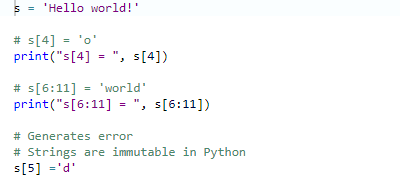 s = 'Hello world!'
# s[4] = 'o'
print("s[4] = ", s[4])
# s[6:11] = 'world'
print("s[6:11] = ", s[6:11])
# Generates error
# Strings are immutable in Python
s[5] ='d'